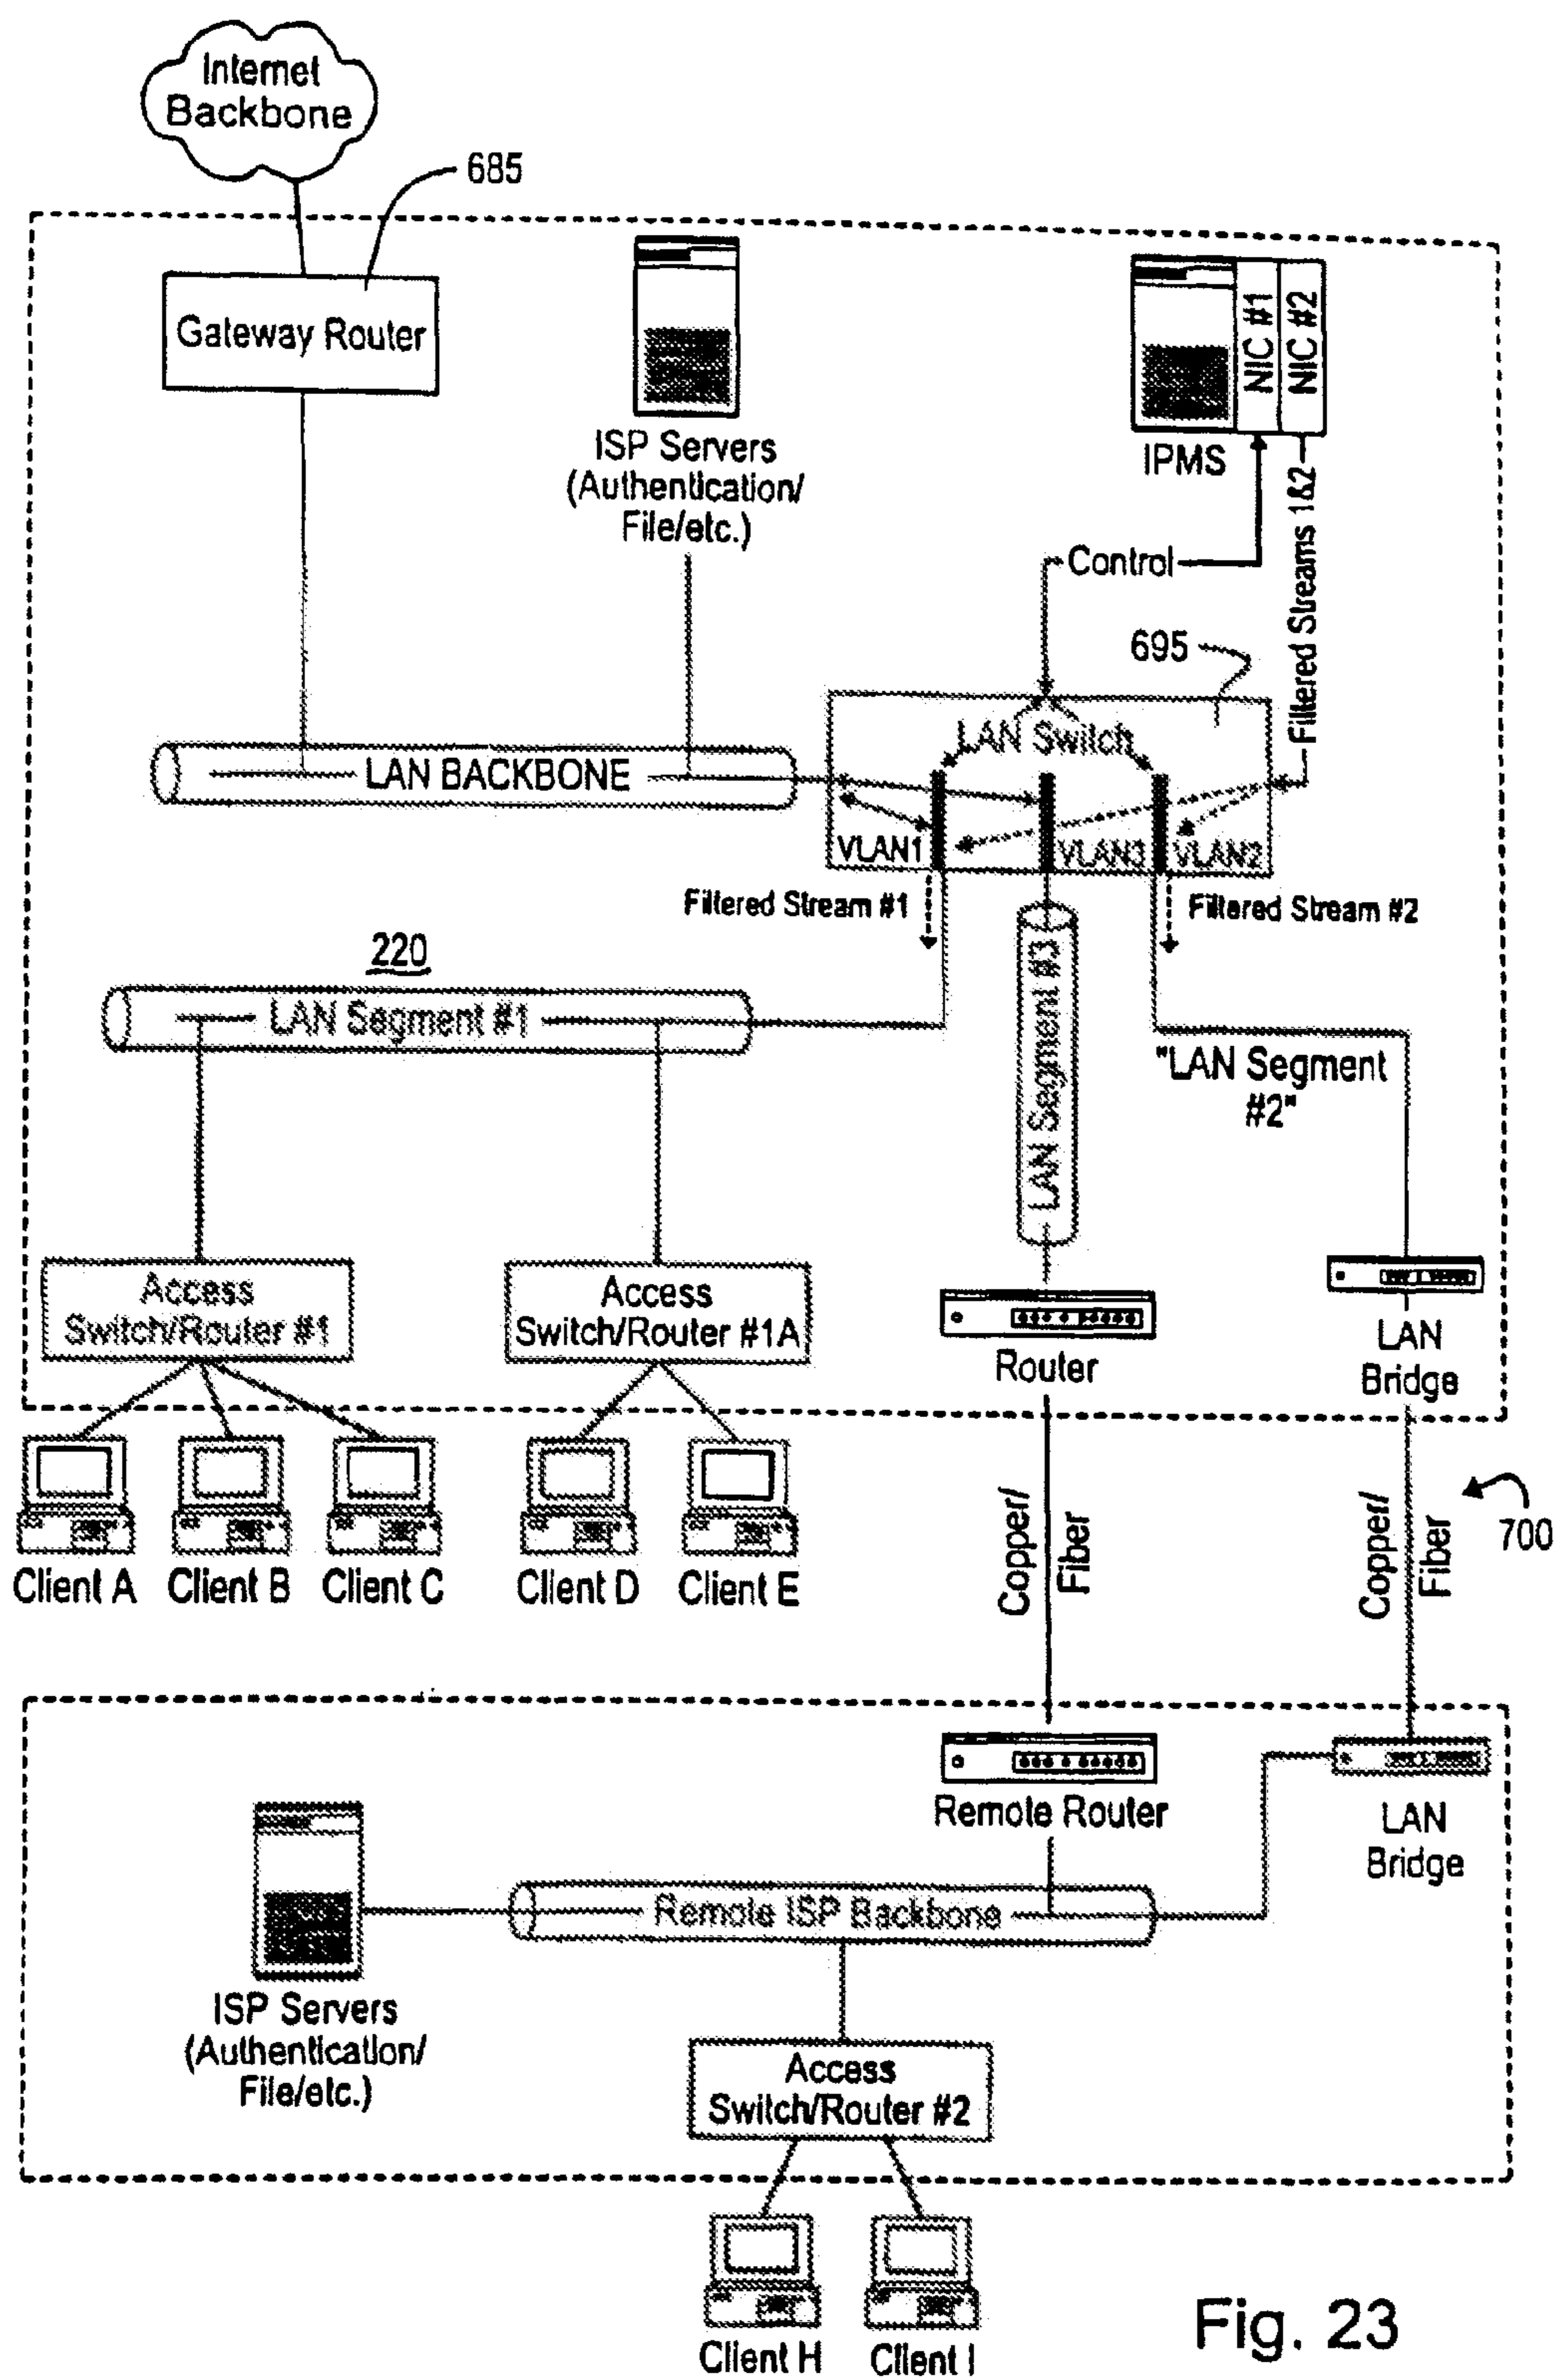 Internet
Backbone
685
Gateway Router
ISP Servers
(Authentication/
File/etc.)
NIC #1
NIC #2
IPMS
Control
Filtered Streams 1&2
695
LAN Switch
LAN BACKBONE
VLAN1
VLAN3
VLAN2
Filtered Stream #1
Filtered Stream #2
220
LAN Segment #1
LAN Segment #3
"LAN Segment
#2"
Access
Switch/Router #1
Access
Switch/Router #1A
Router
LAN
Bridge
Client A
Client B
Client C
Client D
Client E
Copper/
Fiber
Copper/
Fiber
700
Remote Router
LAN
Bridge
Remote ISP Backbone
ISP Servers
(Authentication/
File/etc.)
Access
Switch/Router #2
Client H
Client I
Fig. 23